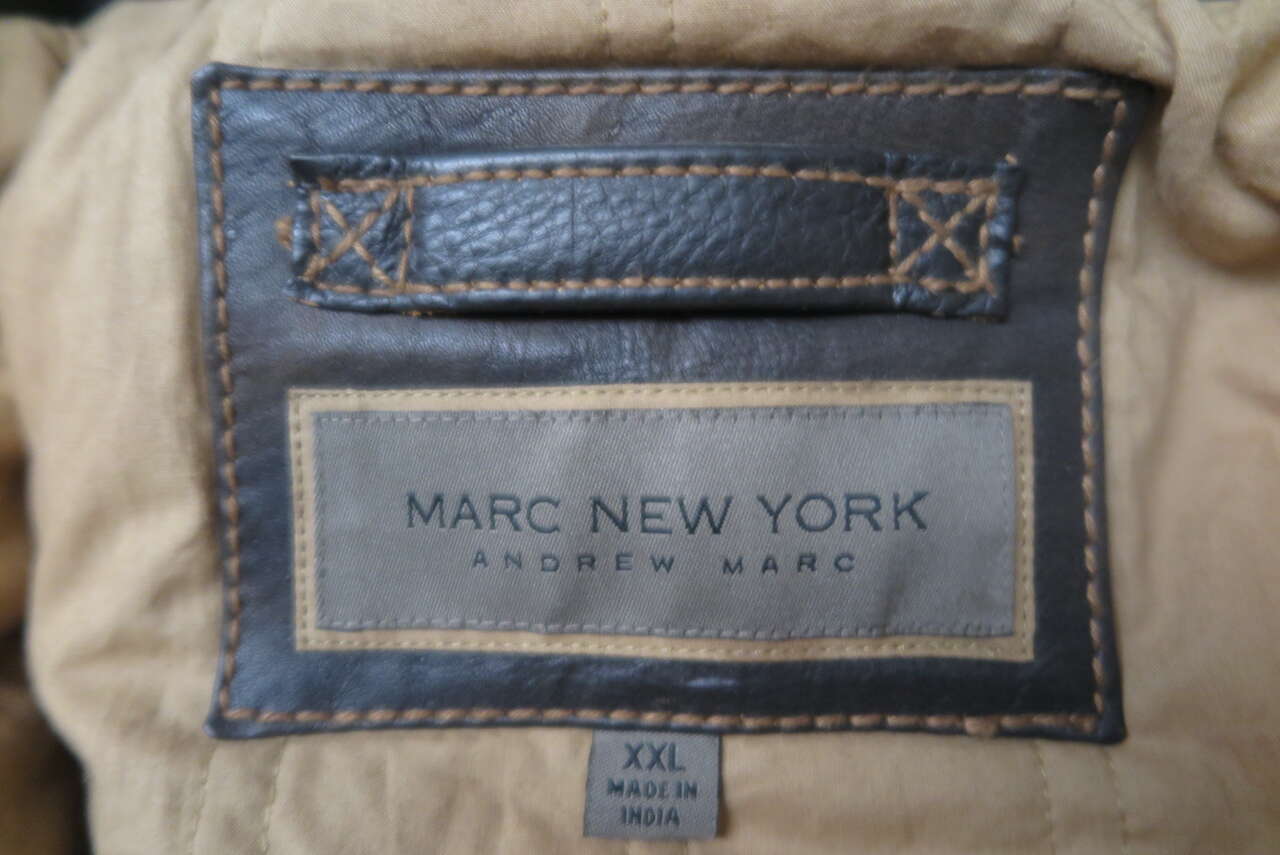 MARC NEW YORK
ANDREW MARC
XXL
MADE IN
INDIA